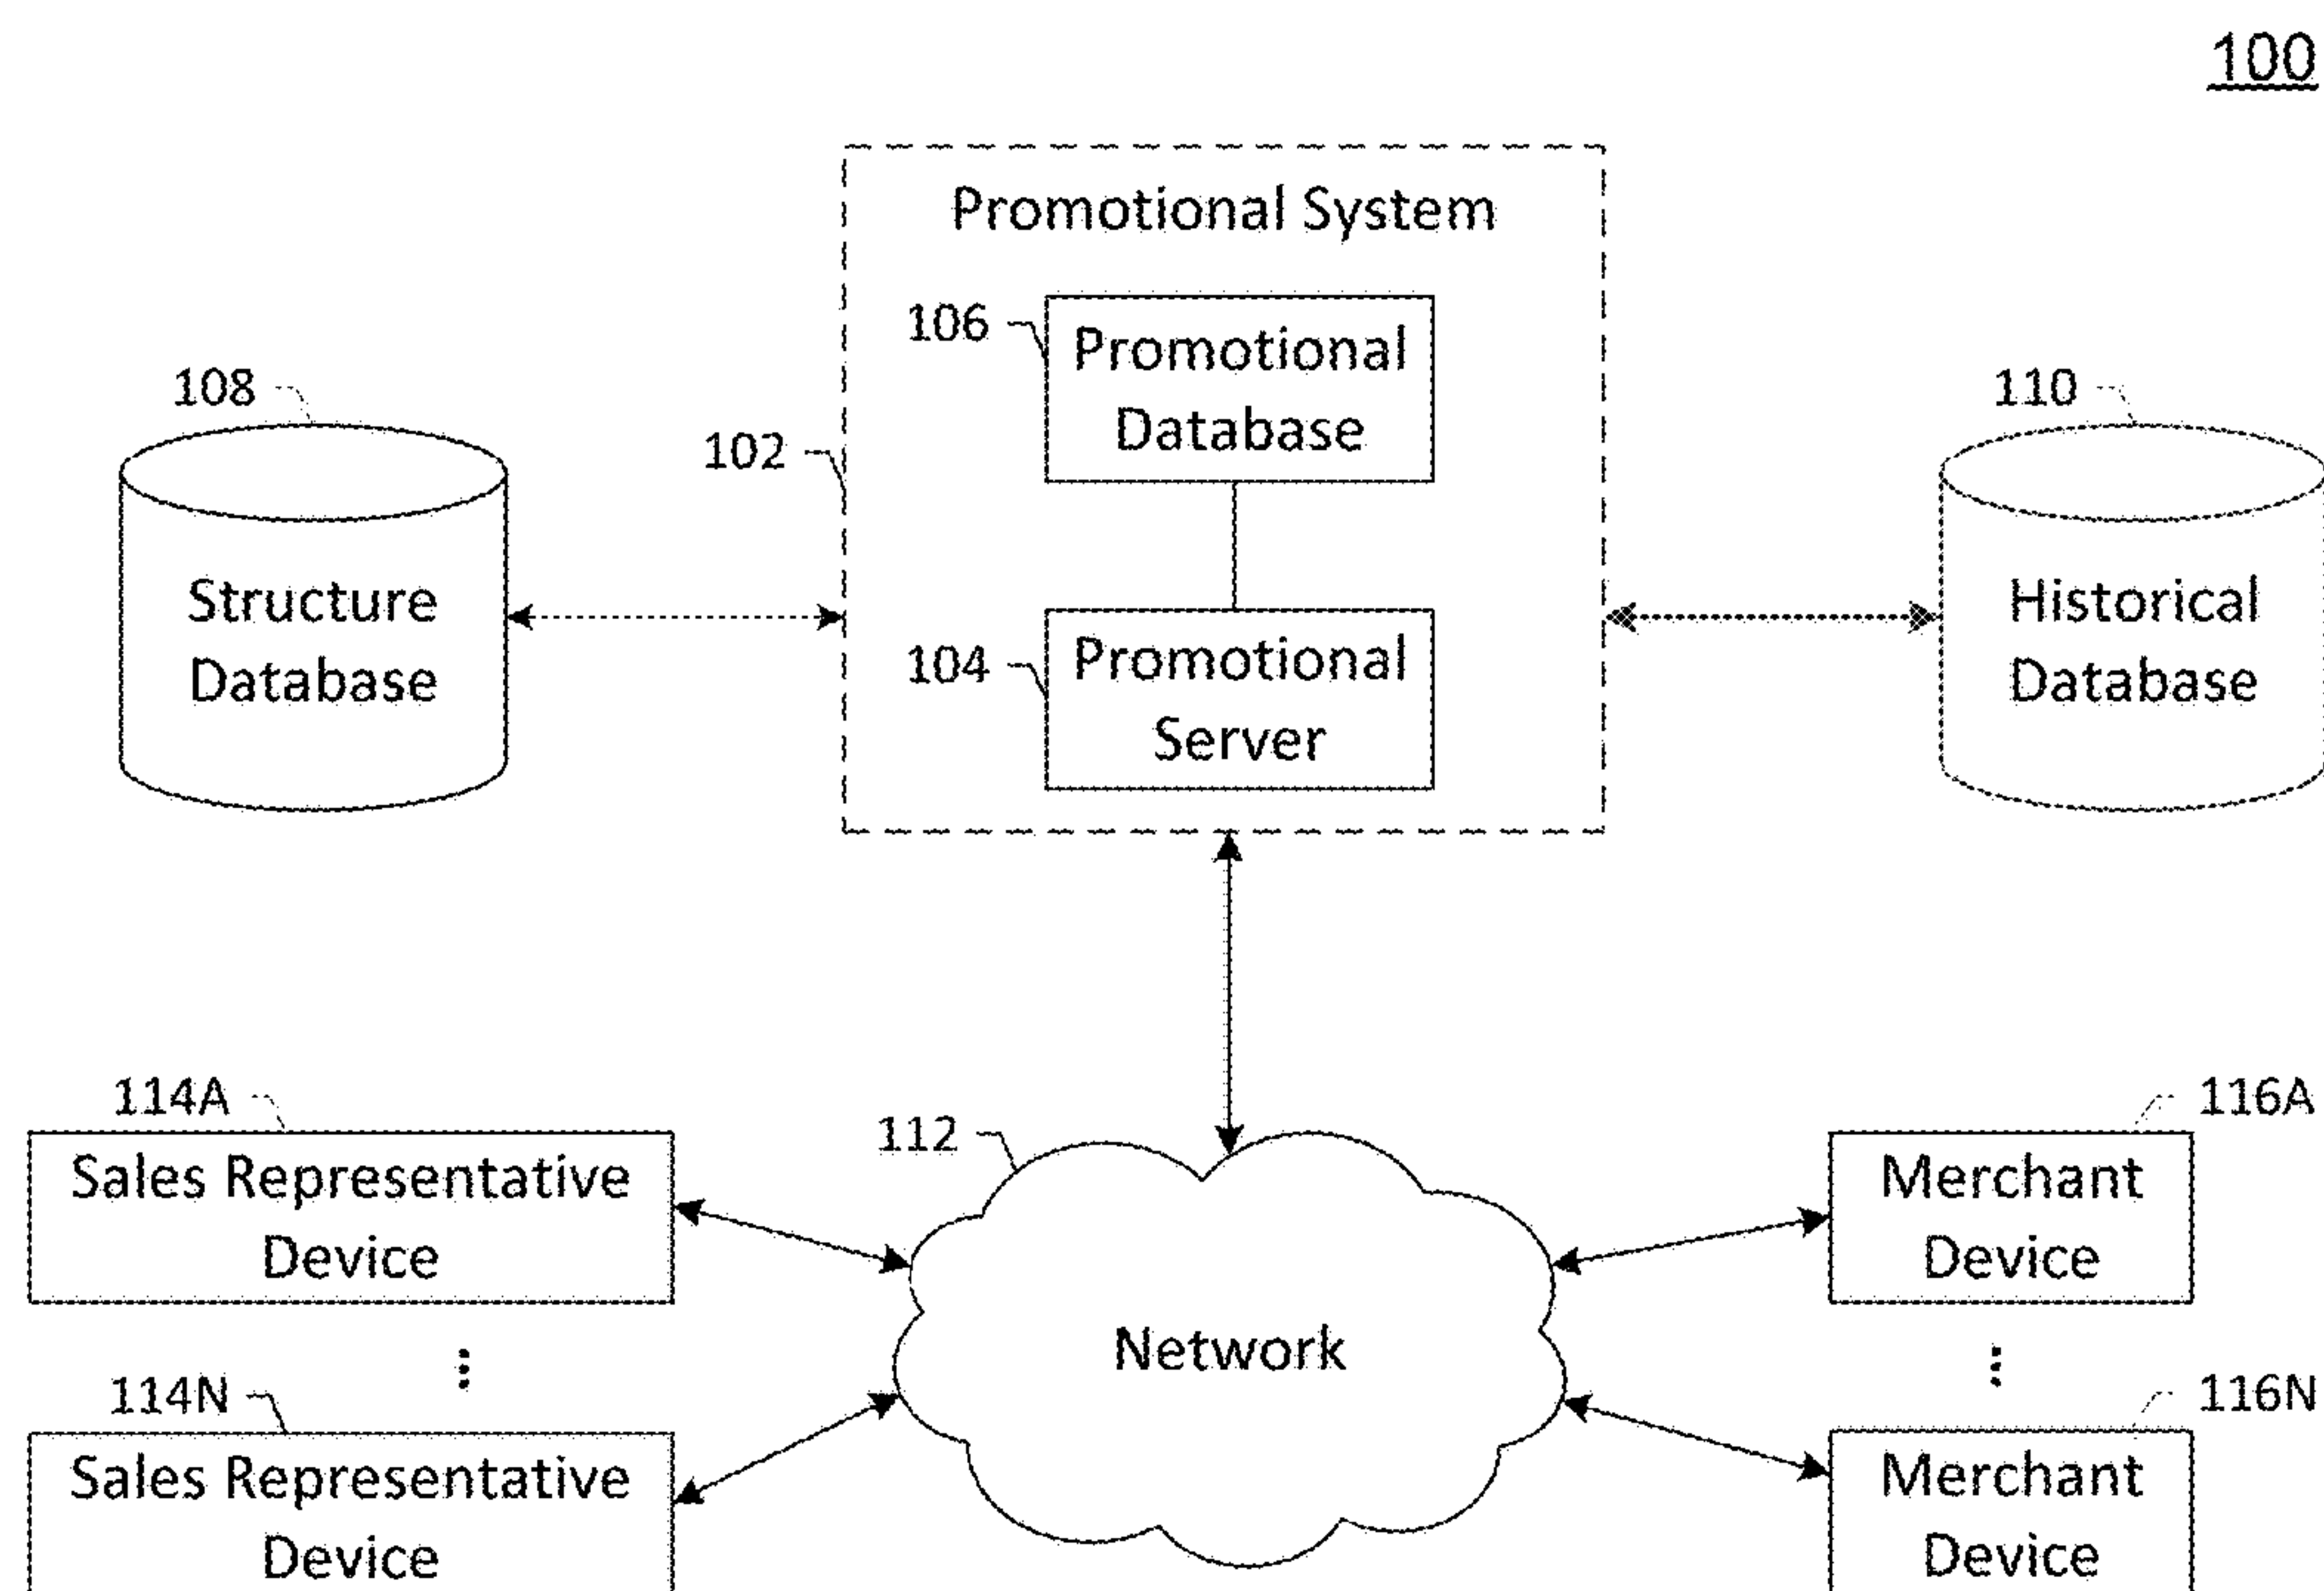 100
Promotional System
106
Promotional
Database
108
110
102
Structure
Database
104
Promotional
Server
Historical
Database
114A
112
116A
Sales Representative
Device
Merchant
Device
Network
114N
116N
Sales Representative
Device
Merchant
Device